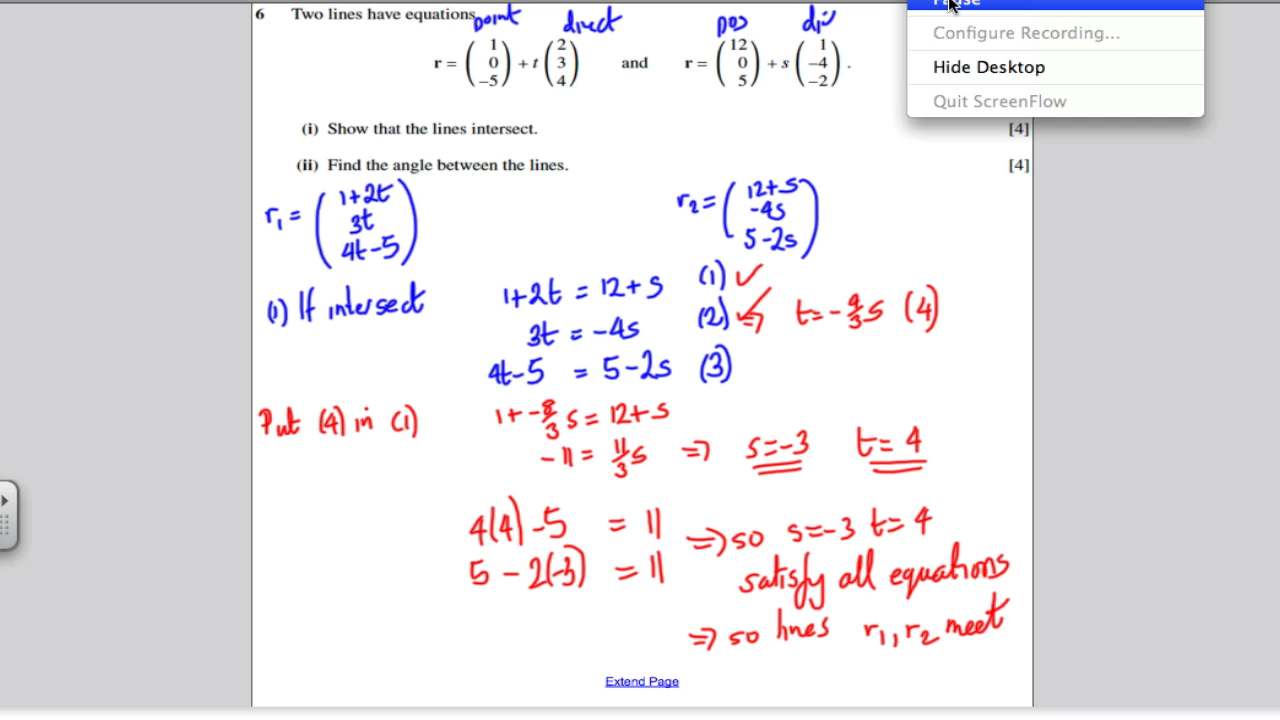 Pause
Configure Recording...
Hide Desktop
Quit ScreenFlow
6 Two lines have equations
point direct pos dir
r = ( 1 0 -5 ) + t ( 2 3 4 ) and r = ( 12 0 5 ) + s ( 1 -4 -2 ) .
(i) Show that the lines intersect. [4]
(ii) Find the angle between the lines. [4]
r₁ = ( 1+2t 3t 4t-5 ) r₂ = ( 12+s -4s 5-2s )
(1) If intersect 1+2t = 12+s (1) ✓
3t = -4s (2) ✓ ⇒ t = -4/3 s (4)
4t-5 = 5-2s (3)
Put (4) in (1) 1+ -8/3 s = 12+s
-11 = 11/3 s ⇒ s=-3 t=4
4(4)-5 = 11 ⇒ so s=-3 t=4
5-2(-3) = 11 satisfy all equations
⇒ so lines r₁, r₂ meet
Extend Page